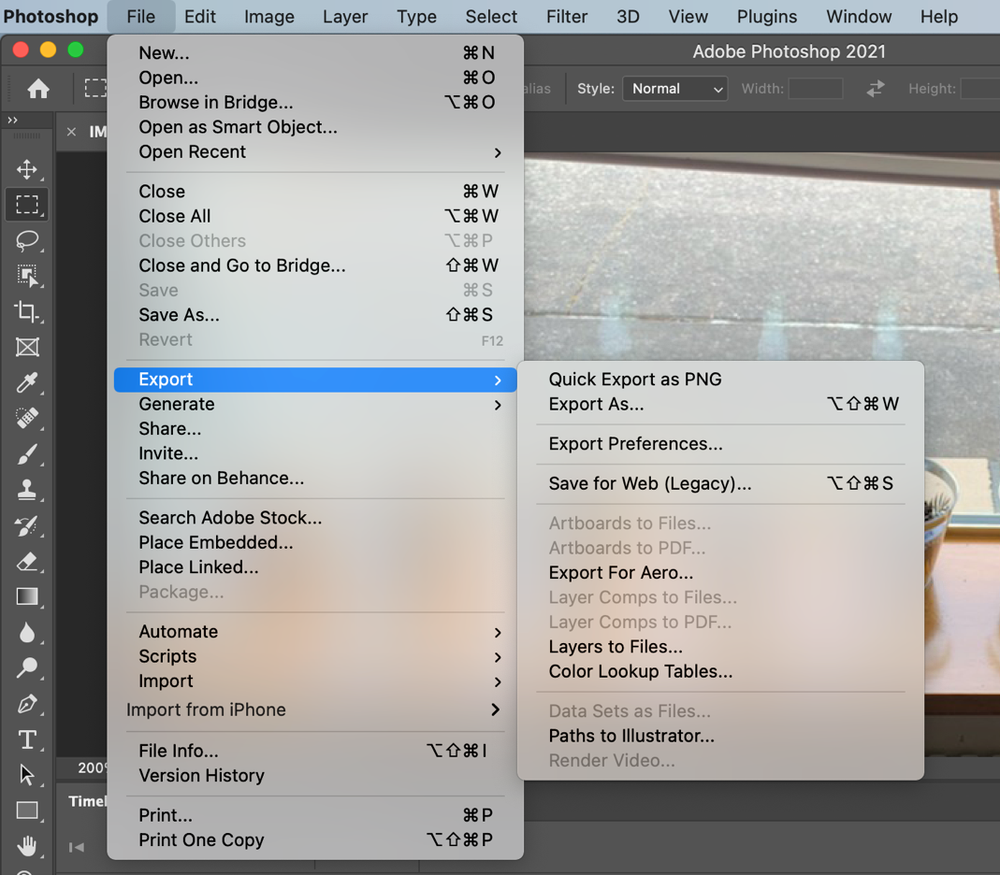 Photoshop File Edit Image Layer Type Select Filter 3D View Plugins Window Help
Adobe Photoshop 2021
Style: Normal Width: Height:
New... ⌘N
Open... ⌘O
Browse in Bridge... ⌥⌘O
Open as Smart Object...
Open Recent >
Close ⌘W
Close All ⌥⌘W
Close Others ⌥⌘P
Close and Go to Bridge... ⇧⌘W
Save ⌘S
Save As... ⇧⌘S
Revert F12
Export >
Generate >
Share...
Invite...
Share on Behance...
Search Adobe Stock...
Place Embedded...
Place Linked...
Package...
Automate >
Scripts >
Import >
Import from iPhone >
File Info... ⌥⇧⌘I
Version History
Print... ⌘P
Print One Copy ⌥⇧⌘P
Quick Export as PNG
Export As... ⌥⇧⌘W
Export Preferences...
Save for Web (Legacy)... ⌥⇧⌘S
Artboards to Files...
Artboards to PDF...
Export For Aero...
Layer Comps to Files...
Layer Comps to PDF...
Layers to Files...
Color Lookup Tables...
Data Sets as Files...
Paths to Illustrator...
Render Video...